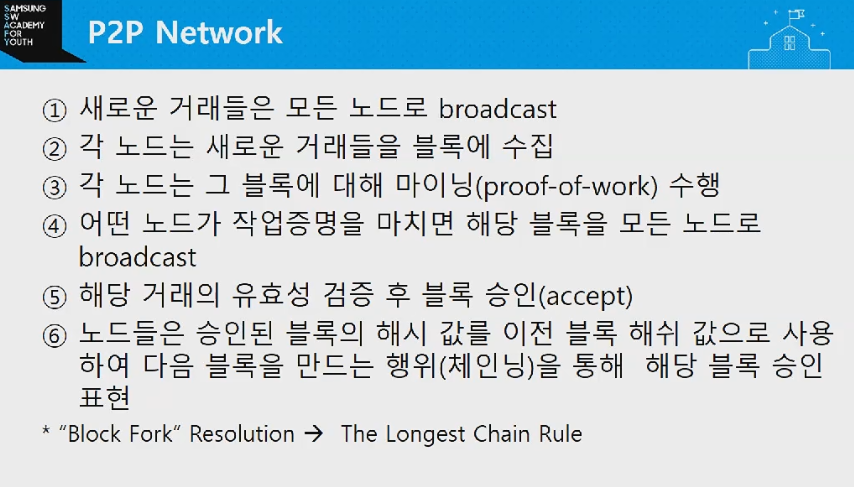 SAMSUNG
SW
ACADEMY
FOR
YOUTH
P2P Network
① 새로운 거래들은 모든 노드로 broadcast
② 각 노드는 새로운 거래들을 블록에 수집
③ 각 노드는 그 블록에 대해 마이닝(proof-of-work) 수행
④ 어떤 노드가 작업증명을 마치면 해당 블록을 모든 노드로
broadcast
⑤ 해당 거래의 유효성 검증 후 블록 승인(accept)
⑥ 노드들은 승인된 블록의 해시 값를 이전 블록 해쉬 값으로 사용
하여 다음 블록을 만드는 행위(체인닝)을 통해 해당 블록 승인
표현
* “Block Fork“ Resolution → The Longest Chain Rule